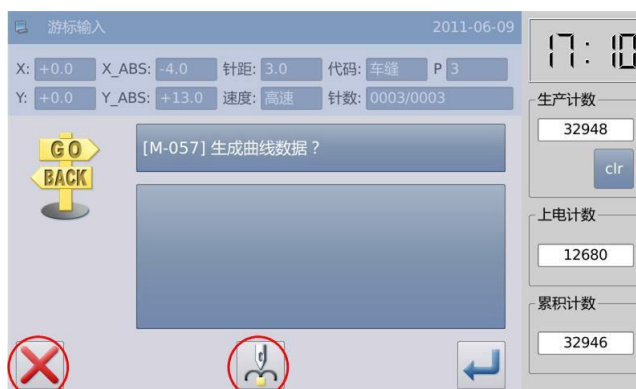 游标输入 2011-06-09
X: +0.0 X_ABS: -4.0 针距: 3.0 代码: 车缝 P 3
Y: +0.0 Y_ABS: +13.0 速度: 高速 针数: 0003/0003
GO
BACK
[M-057] 生成曲线数据？
17:10
生产计数
32948
clr
上电计数
12680
累积计数
32946